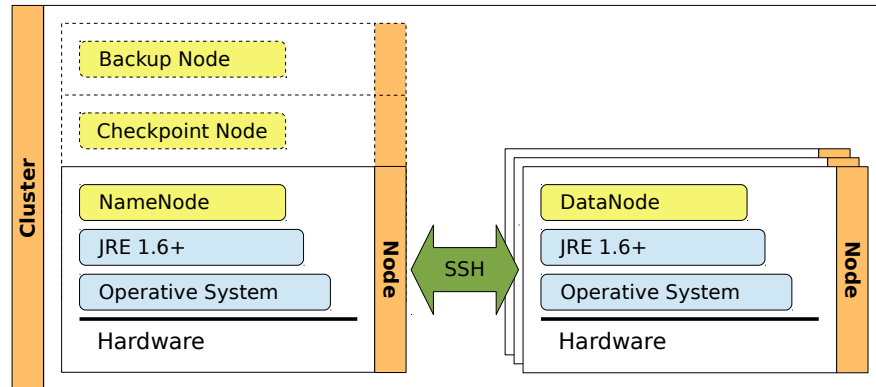 Cluster
Backup Node
Checkpoint Node
NameNode
JRE 1.6+
Operative System
Hardware
Node
SSH
DataNode
JRE 1.6+
Operative System
Hardware
Node